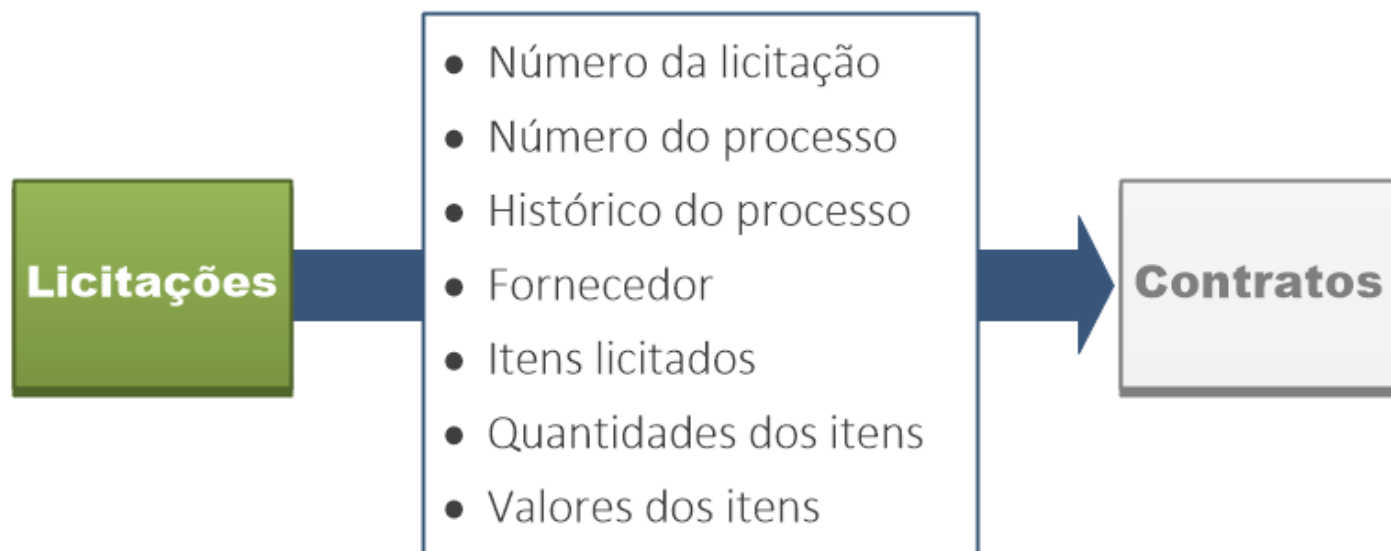 Licitações
• Número da licitação
• Número do processo
• Histórico do processo
• Fornecedor
• Itens licitados
• Quantidades dos itens
• Valores dos itens
Contratos